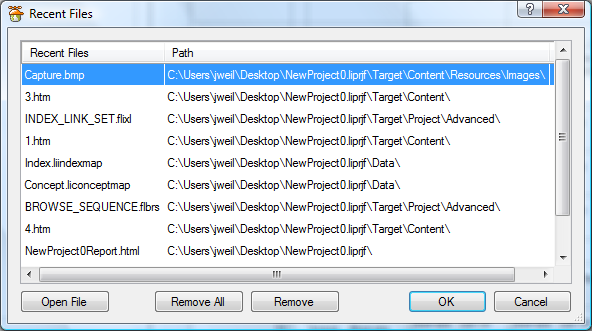 Recent Files
Recent Files Path
Capture.bmp C:\Users\jweil\Desktop\NewProject0.liprjf\Target\Content\Resources\Images\
3.htm C:\Users\jweil\Desktop\NewProject0.liprjf\Target\Content\
INDEX_LINK_SET.flixl C:\Users\jweil\Desktop\NewProject0.liprjf\Target\Project\Advanced\
1.htm C:\Users\jweil\Desktop\NewProject0.liprjf\Target\Content\
Index.liindexmap C:\Users\jweil\Desktop\NewProject0.liprjf\Data\
Concept.liconceptmap C:\Users\jweil\Desktop\NewProject0.liprjf\Data\
BROWSE_SEQUENCE.flbrs C:\Users\jweil\Desktop\NewProject0.liprjf\Target\Project\Advanced\
4.htm C:\Users\jweil\Desktop\NewProject0.liprjf\Target\Content\
NewProject0Report.html C:\Users\jweil\Desktop\NewProject0.liprjf\
Open File Remove All Remove OK Cancel